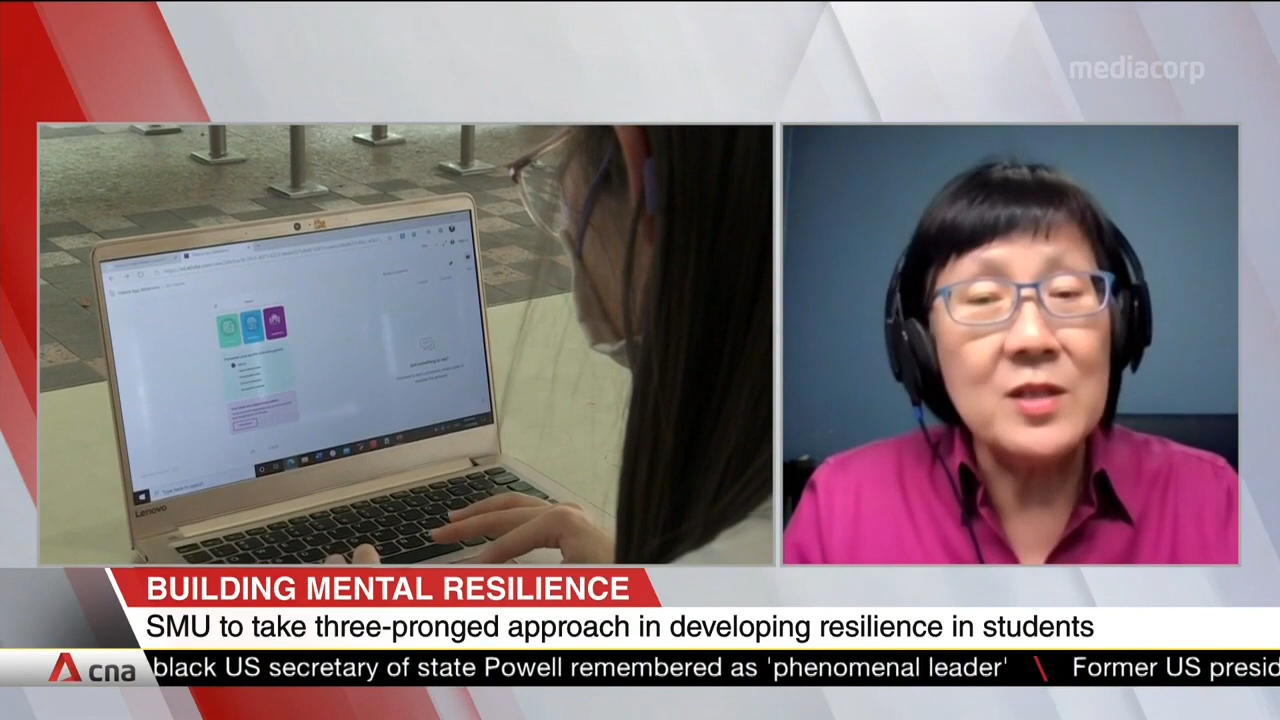 mediacorp
Lenovo
BUILDING MENTAL RESILIENCE
SMU to take three-pronged approach in developing resilience in students
cna
black US secretary of state Powell remembered as 'phenomenal leader' \ Former US presid